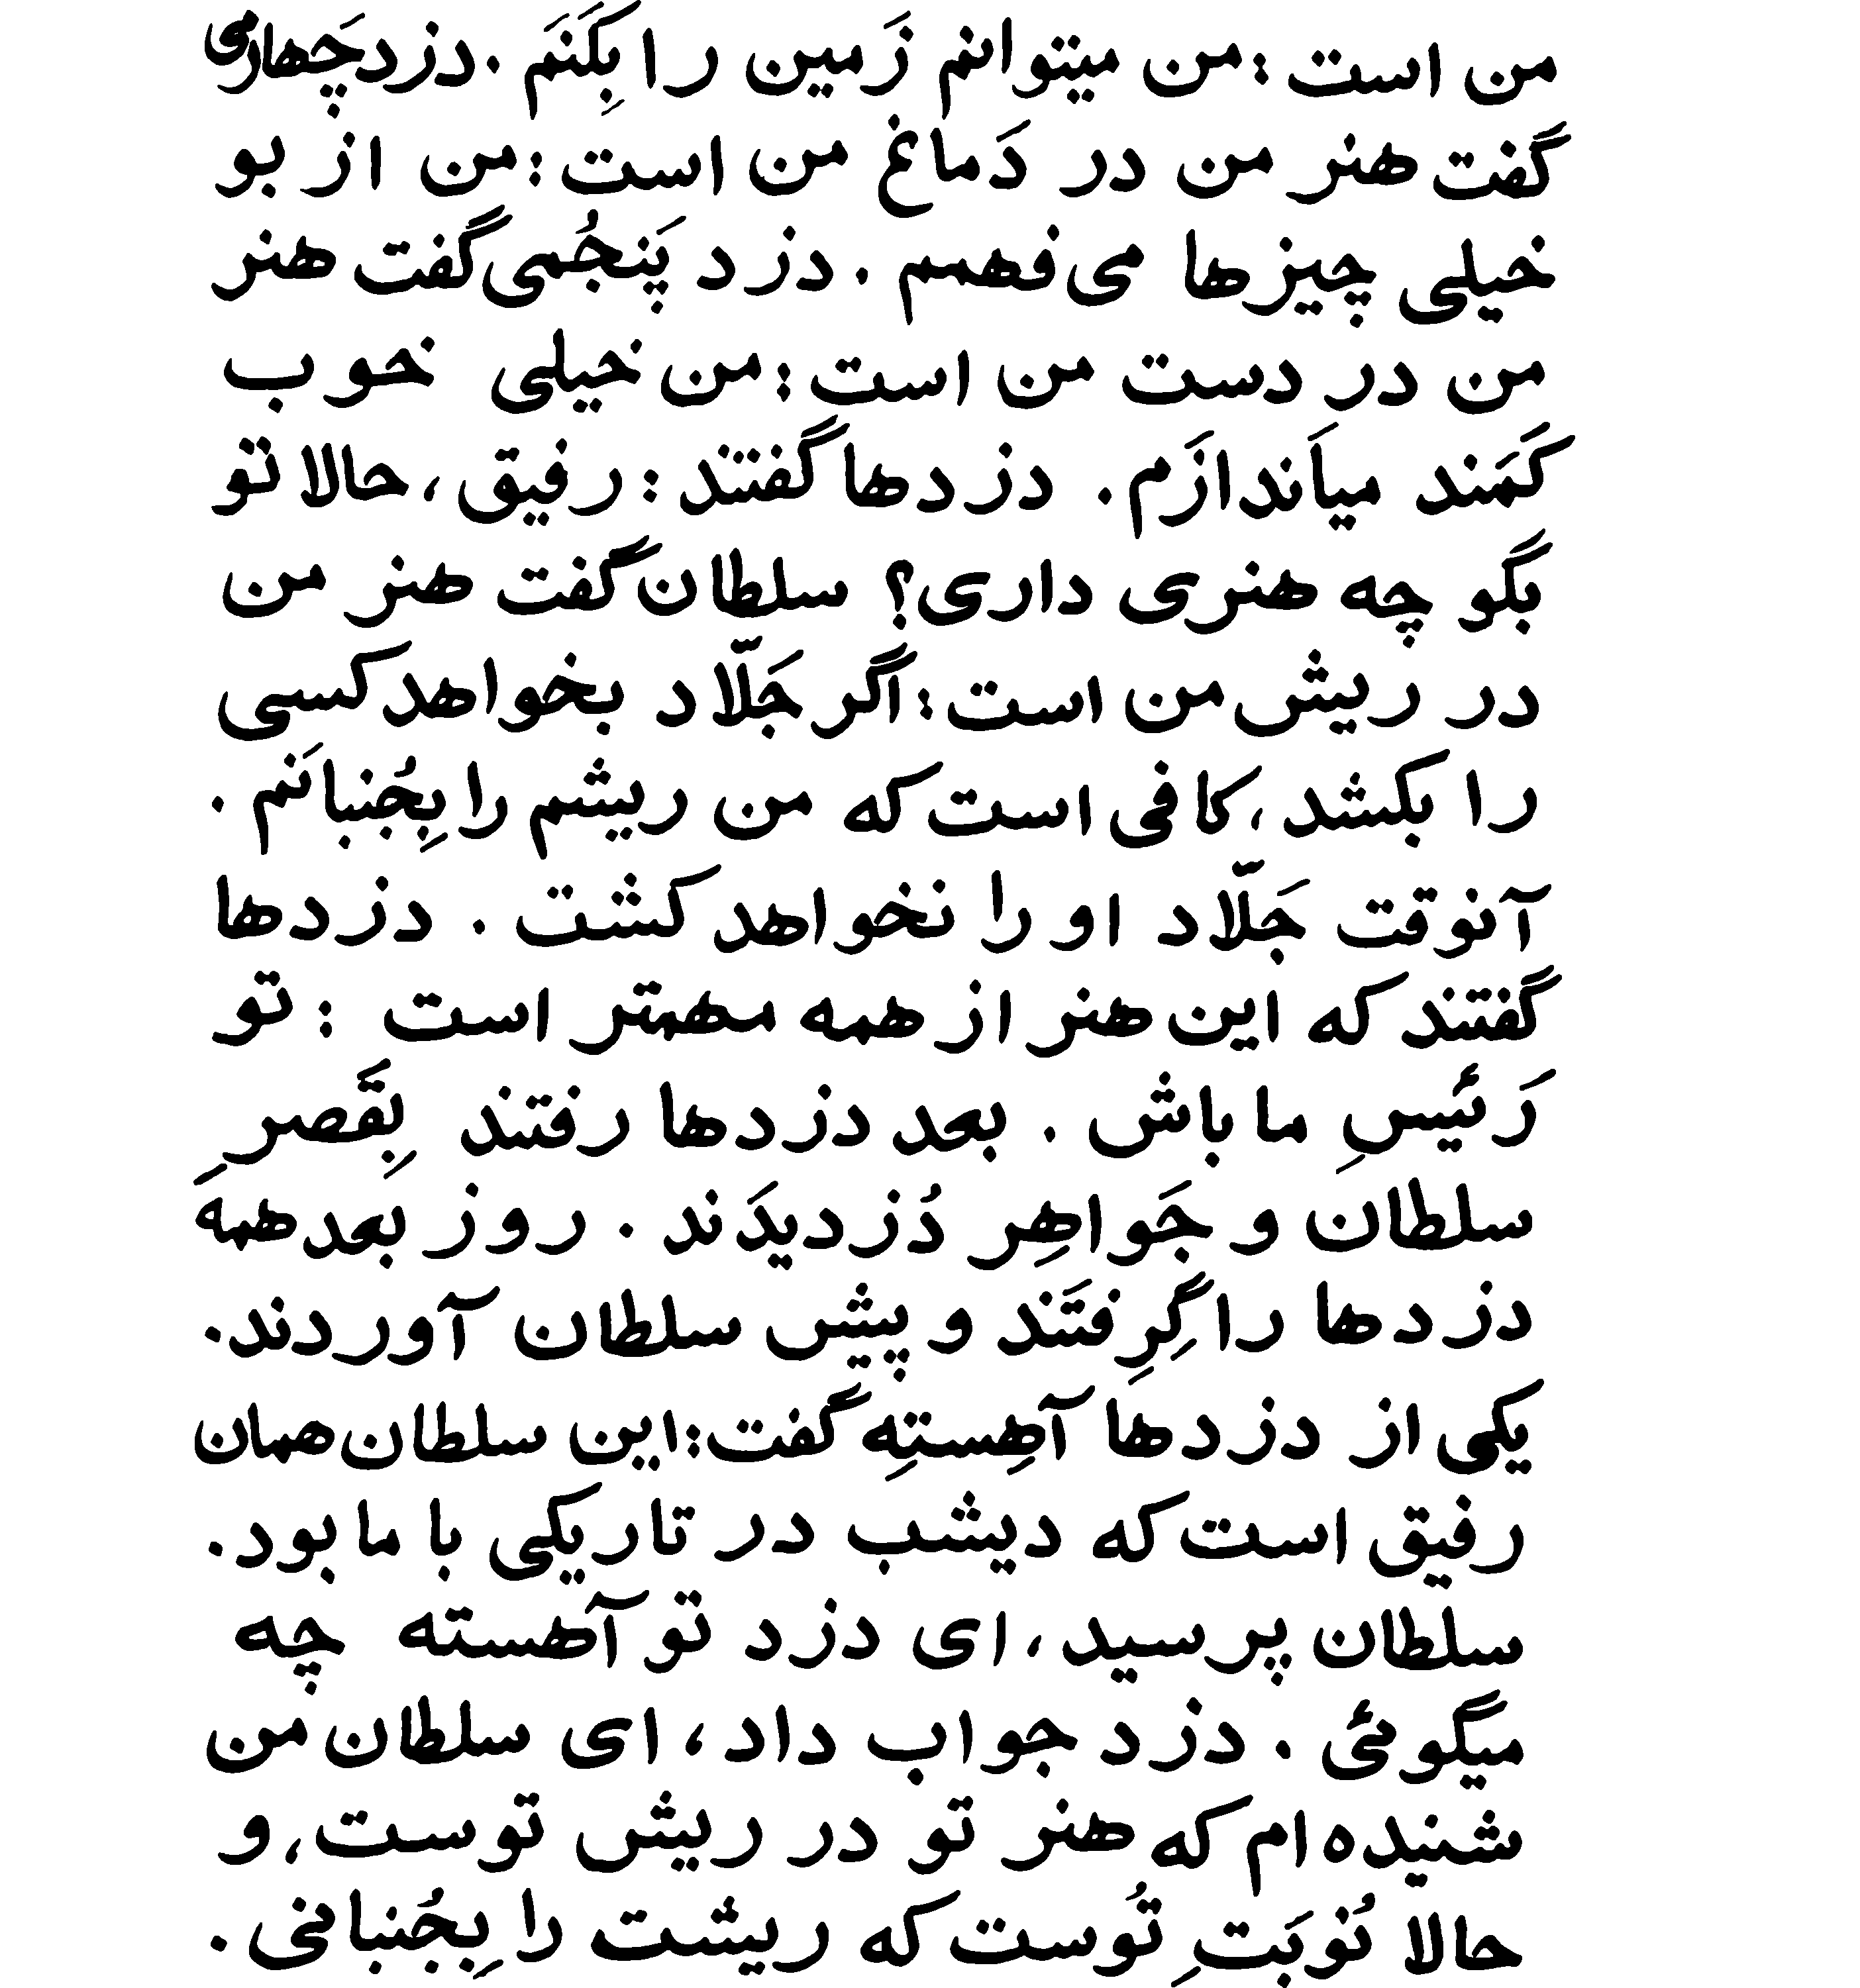 من است : من میتوانم زَمین را بِکَنَم . دزد چَهارمی
گفت هنر من در دَماغ من است : من از بو
خیلی چیزها می فهمم . دزد پَنجُمی گفت هنر
من در دست من است : من خیلی خوب
کَمَند میاَندازَم . دزدها گفتند : رفیق ، حالا تو
بگو چه هنری داری؟ سلطان گفت هنر من
در ریش من است : اگر جَلّاد بخواهد کسی
را بکشد ، کافی است که من ریشم را بِجُنبانَم .
آنوقت جَلّاد او را نخواهد کشت . دزدها
گفتند که این هنر از همه مهمتر است : تو
رَئیسِ ما باش . بعد دزدها رفتند بِقَصرِ
سلطان و جَواهِر دُزدیدَند . روز بَعد همهَ
دزدها را گِرِفتَند و پیش سلطان آوردند .
یکی از دزدها آهِستِه گفت : این سلطان همان
رفیق است که دیشب در تاریکی با ما بود .
سلطان پرسید ، ای دزد تو آهسته چه
میگوئی . دزد جواب داد ، ای سلطان من
شنیده ام که هنر تو در ریش توست ، و
حالا نُوبَتِ تُوست که ریشت را بِجُنبانی .